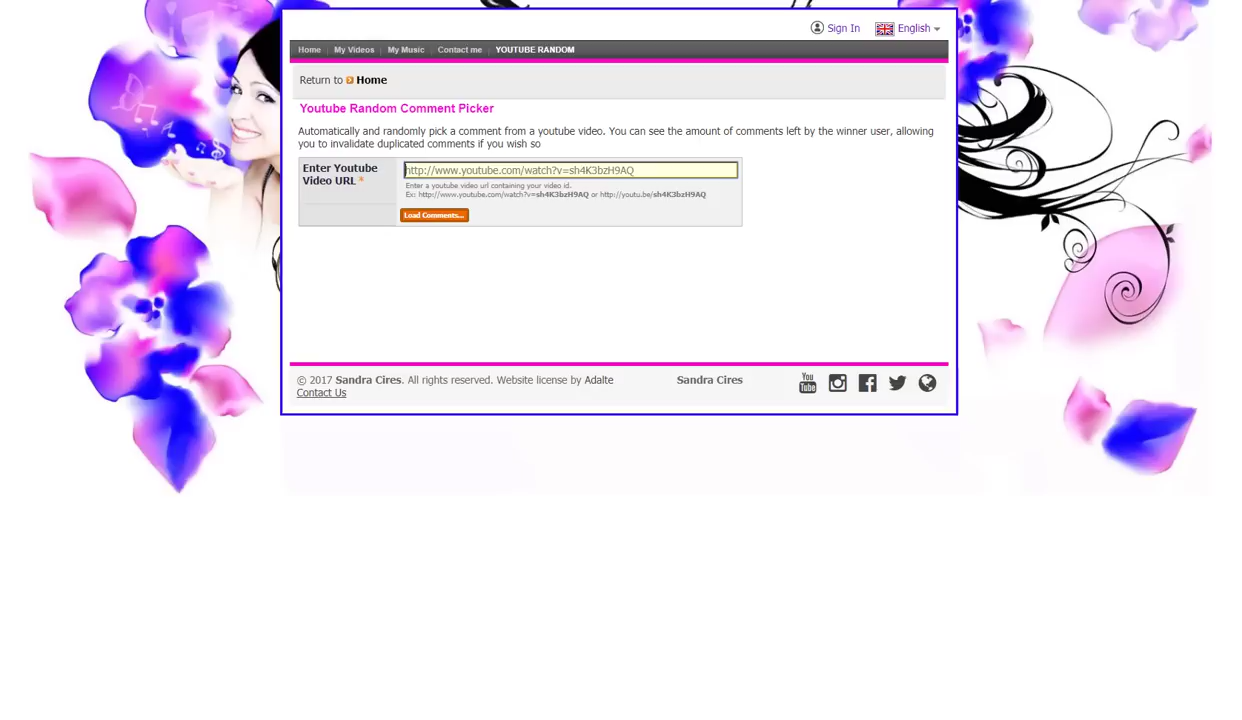 Sign In English
Home My Videos My Music Contact me YOUTUBE RANDOM
Return to Home
Youtube Random Comment Picker
Automatically and randomly pick a comment from a youtube video. You can see the amount of comments left by the winner user, allowing
you to invalidate duplicated comments if you wish so
Enter Youtube
Video URL *
http://www.youtube.com/watch?v=sh4K3bzH9AQ
Enter a youtube video url containing your video id.
Ex: http://www.youtube.com/watch?v=sh4K3bzH9AQ or http://youtu.be/sh4K3bzH9AQ
Load Comments...
© 2017 Sandra Cires. All rights reserved. Website license by Adalte
Contact Us
Sandra Cires
You
Tube